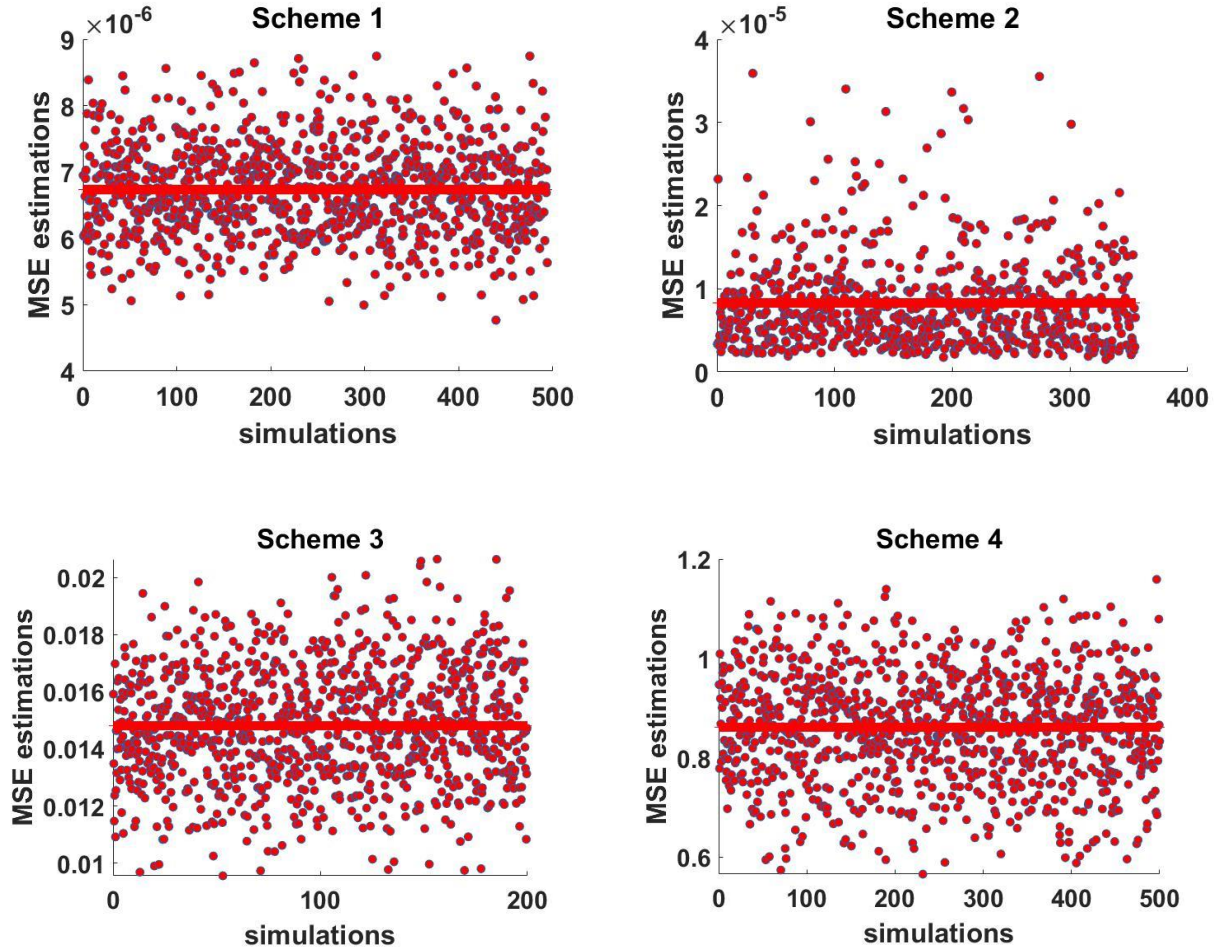 Scheme 1
×10-6
9
8
7
6
5
4
MSE estimations
0 100 200 300 400 500
simulations
Scheme 2
×10-5
4
3
2
1
0
MSE estimations
0 100 200 300 400
simulations
Scheme 3
0.02
0.018
0.016
0.014
0.012
0.01
MSE estimations
0 100 200
simulations
Scheme 4
1.2
1
0.8
0.6
MSE estimations
0 100 200 300 400 500
simulations